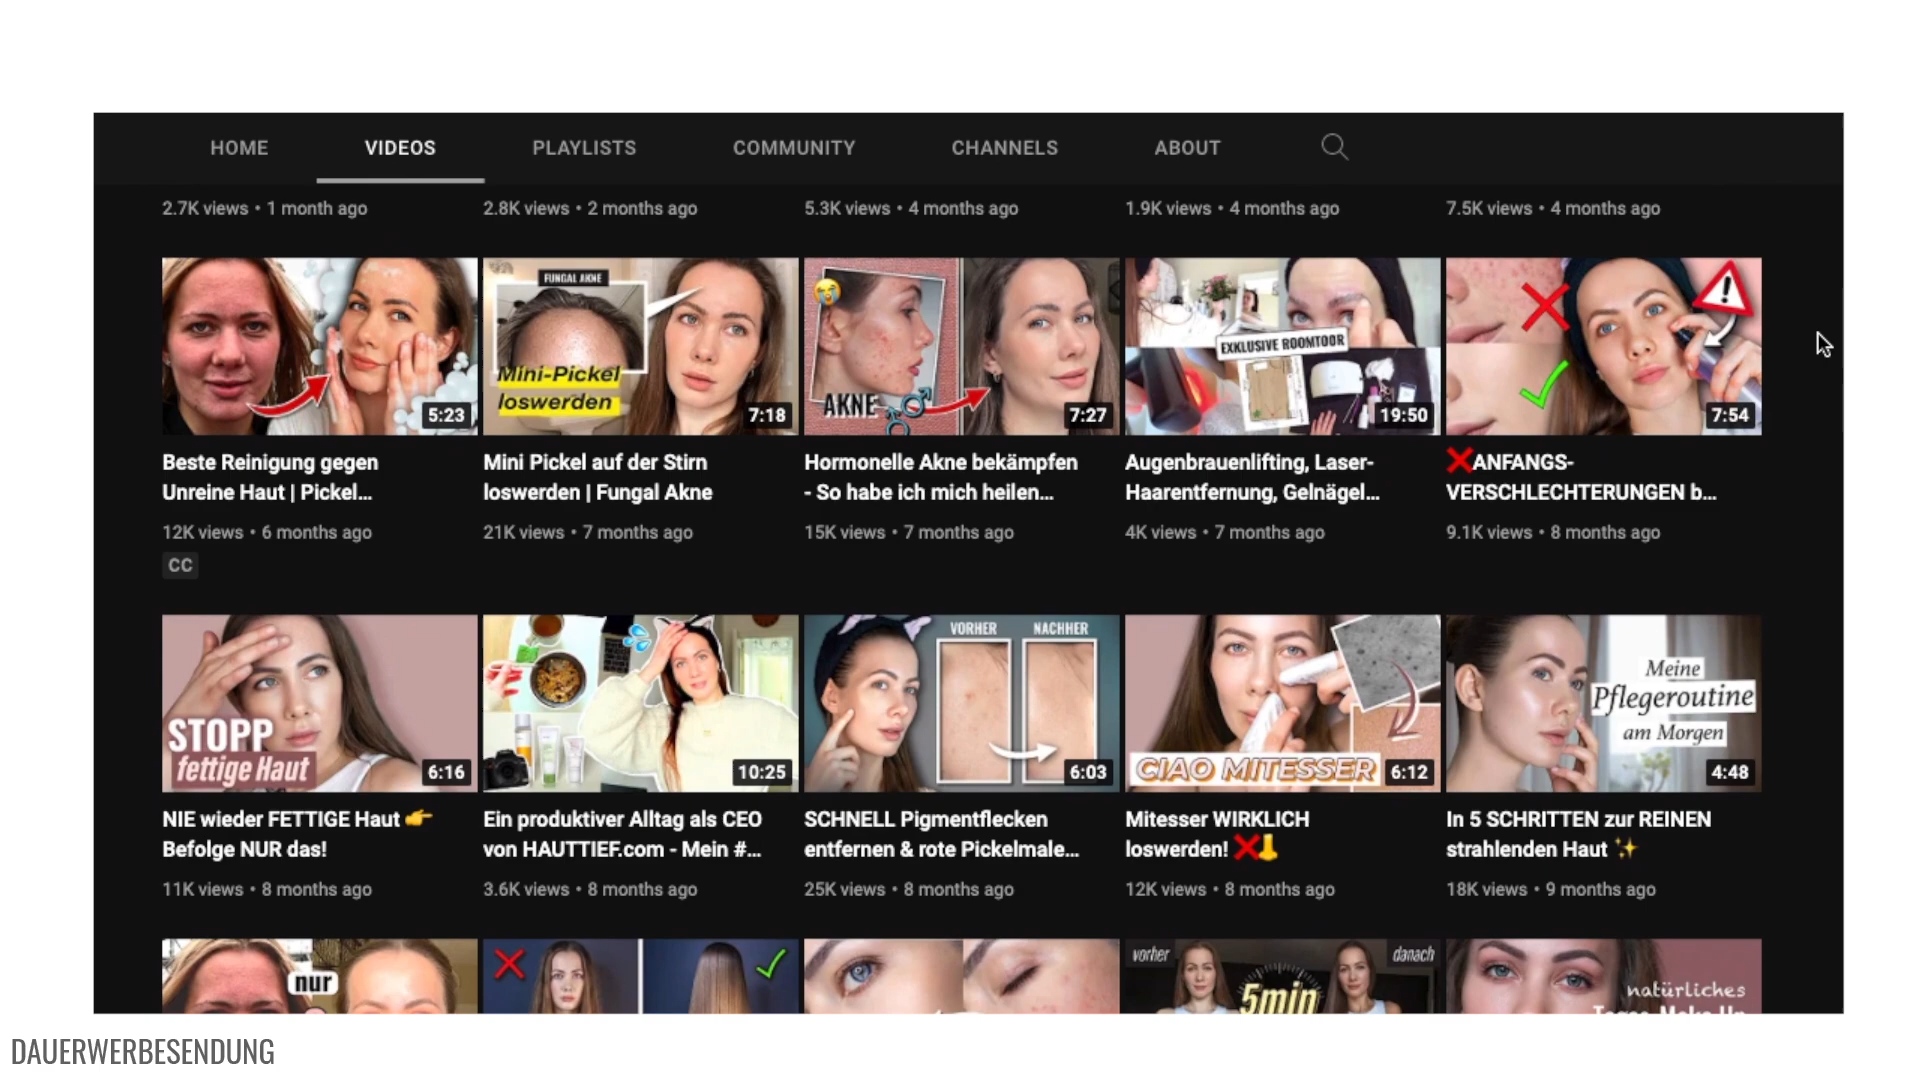 HOME VIDEOS PLAYLISTS COMMUNITY CHANNELS ABOUT
2.7K views • 1 month ago
2.8K views • 2 months ago
5.3K views • 4 months ago
1.9K views • 4 months ago
7.5K views • 4 months ago
5:23
FUNGAL AKNE
Mini-Pickel
loswerden
7:18
AKNE
7:27
EXKLUSIVE ROOMTOOR
19:50
7:54
Beste Reinigung gegen
Unreine Haut | Pickel...
12K views • 6 months ago
CC
Mini Pickel auf der Stirn
loswerden | Fungal Akne
21K views • 7 months ago
Hormonelle Akne bekämpfen
- So habe ich mich heilen...
15K views • 7 months ago
Augenbrauenlifting, Laser-
Haarentfernung, Gelnägel...
4K views • 7 months ago
❌ANFANGS-
VERSCHLECHTERUNGEN b...
9.1K views • 8 months ago
STOPP
fettige Haut
6:16
10:25
VORHER NACHHER
6:03
CIAO MITESSER
6:12
Meine
Pflegeroutine
am Morgen
4:48
NIE wieder FETTIGE Haut 👉
Befolge NUR das!
11K views • 8 months ago
Ein produktiver Alltag als CEO
von HAUTTIEF.com - Mein #...
3.6K views • 8 months ago
SCHNELL Pigmentflecken
entfernen & rote Pickelmale...
25K views • 8 months ago
Mitesser WIRKLICH
loswerden! ❌👃
12K views • 8 months ago
In 5 SCHRITTEN zur REINEN
strahlenden Haut ✨
18K views • 9 months ago
nur
vorher danach
5min
natürliches
DAUERWERBESENDUNG